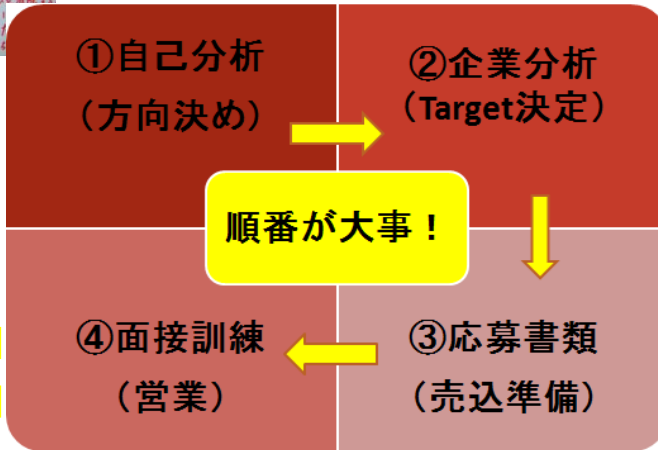 ①自己分析
（方向決め）
②企業分析
（Target決定）
順番が大事！
④面接訓練
（営業）
③応募書類
（売込準備）